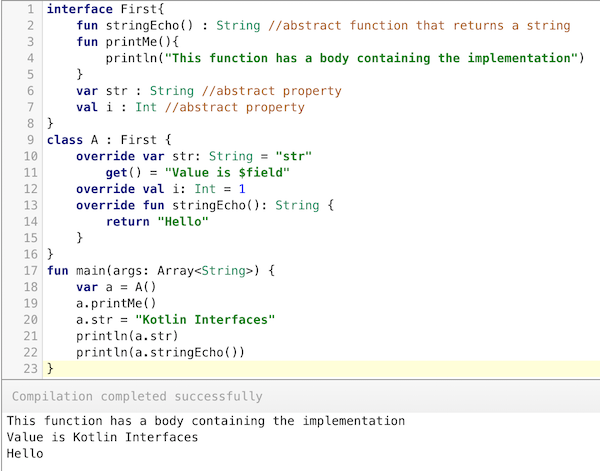 1 interface First{
2     fun stringEcho() : String //abstract function that returns a string
3     fun printMe(){
4         println("This function has a body containing the implementation")
5     }
6     var str : String //abstract property
7     val i : Int //abstract property
8 }
9 class A : First {
10     override var str: String = "str"
11         get() = "Value is $field"
12     override val i: Int = 1
13     override fun stringEcho(): String {
14         return "Hello"
15     }
16 }
17 fun main(args: Array<String>) {
18     var a = A()
19     a.printMe()
20     a.str = "Kotlin Interfaces"
21     println(a.str)
22     println(a.stringEcho())
23 }
Compilation completed successfully
This function has a body containing the implementation
Value is Kotlin Interfaces
Hello